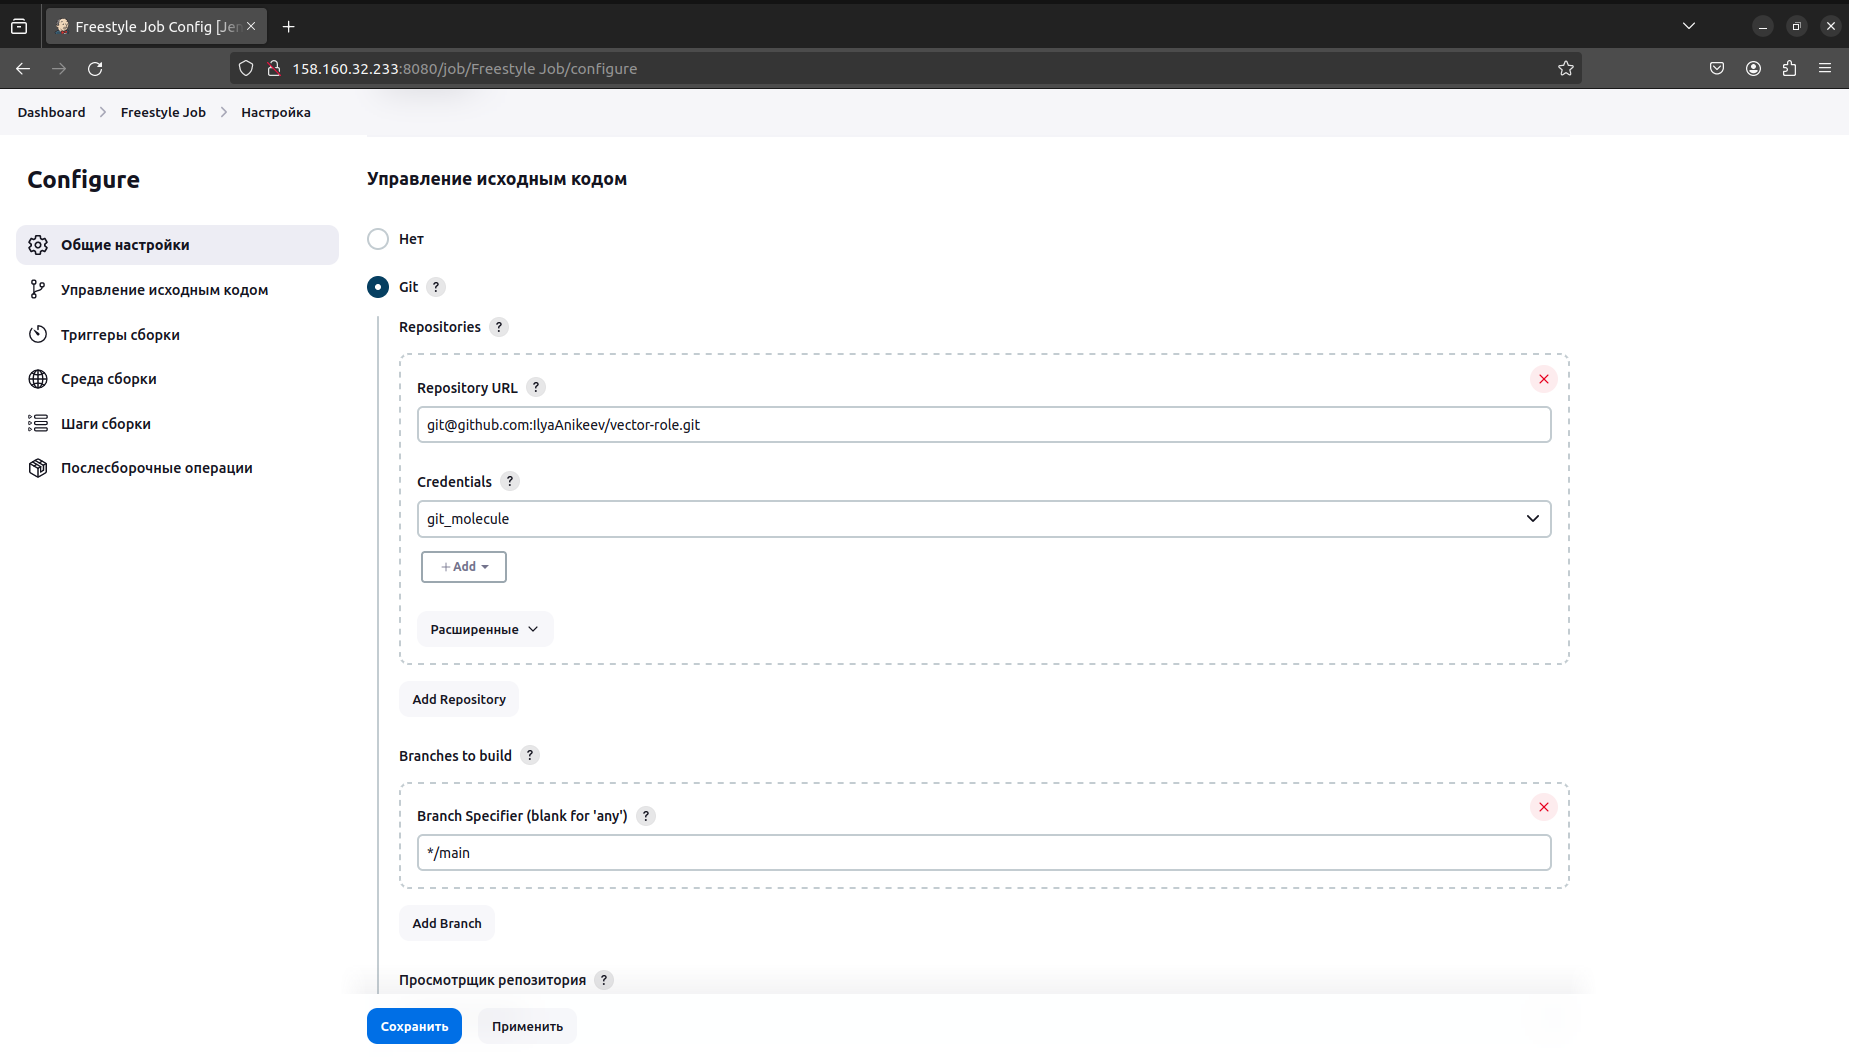 Freestyle Job Config [Jen
158.160.32.233:8080/job/Freestyle Job/configure
Dashboard > Freestyle Job > Настройка
Configure
Общие настройки
Управление исходным кодом
Триггеры сборки
Среда сборки
Шаги сборки
Послесборочные операции
Управление исходным кодом
Нет
Git ?
Repositories ?
Repository URL ?
git@github.com:IlyaAnikeev/vector-role.git
Credentials ?
git_molecule
+ Add
Расширенные
Add Repository
Branches to build ?
Branch Specifier (blank for 'any') ?
*/main
Add Branch
Просмотрщик репозитория ?
Сохранить
Применить